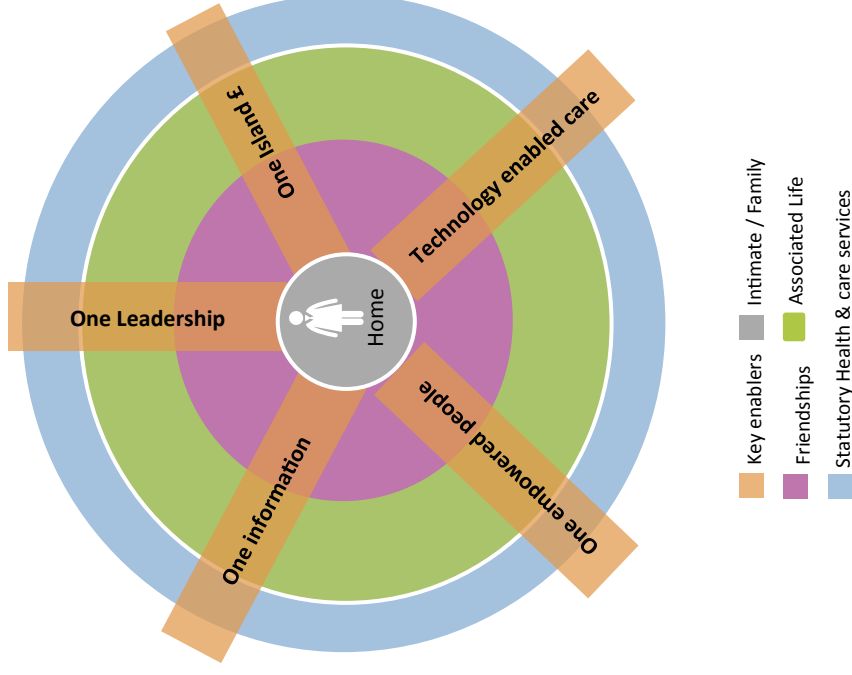 One Leadership
One Island £
Technology enabled care
One empowered people
One information
Home
Key enablers
Intimate / Family
Friendships
Associated Life
Statutory Health & care services